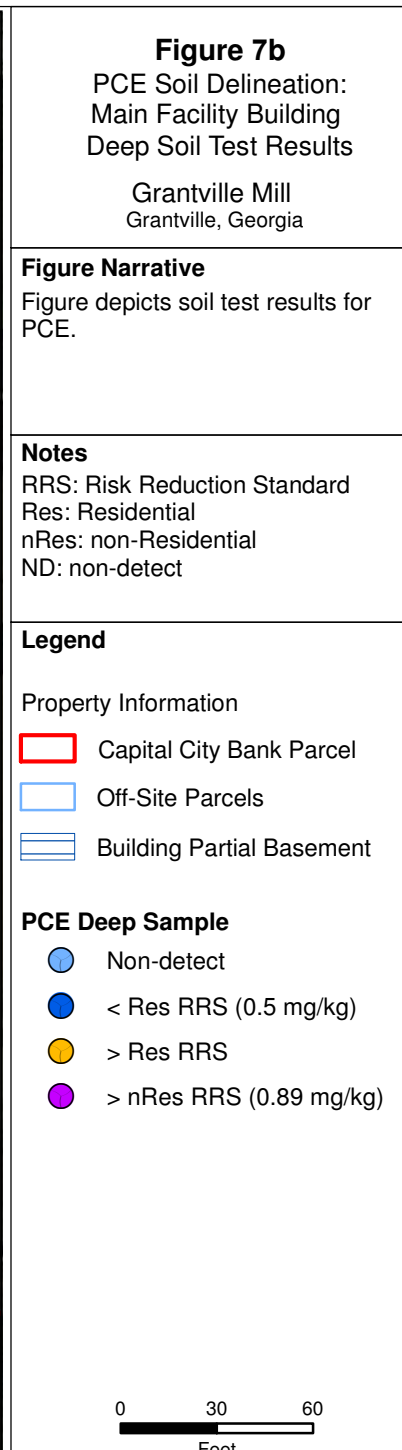 Figure 7b
PCE Soil Delineation:
Main Facility Building
Deep Soil Test Results
Grantville Mill
Grantville, Georgia
Figure Narrative
Figure depicts soil test results for
PCE.
Notes
RRS: Risk Reduction Standard
Res: Residential
nRes: non-Residential
ND: non-detect
Legend
Property Information
Capital City Bank Parcel
Off-Site Parcels
Building Partial Basement
PCE Deep Sample
Non-detect
< Res RRS (0.5 mg/kg)
> Res RRS
> nRes RRS (0.89 mg/kg)
0 30 60
Feet